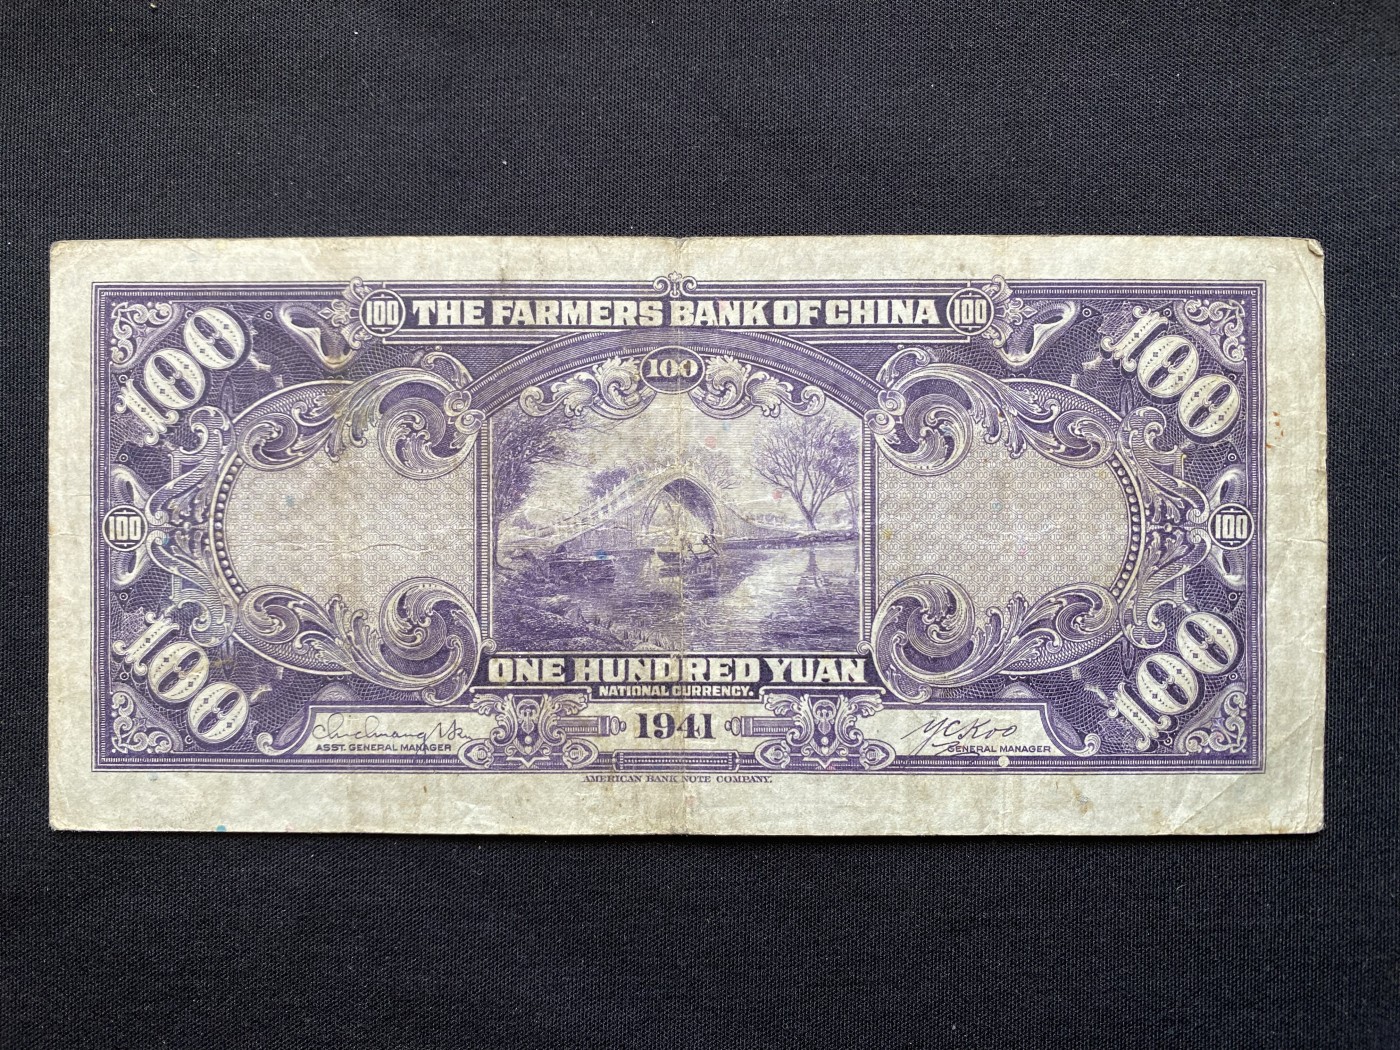 100 THE FARMERS BANK OF CHINA 100
100 100
100
100 100
ONE HUNDRED YUAN
NATIONAL CURRENCY.
100 100
1941
Y C Koo
ASST. GENERAL MANAGER GENERAL MANAGER
AMERICAN BANK NOTE COMPANY.